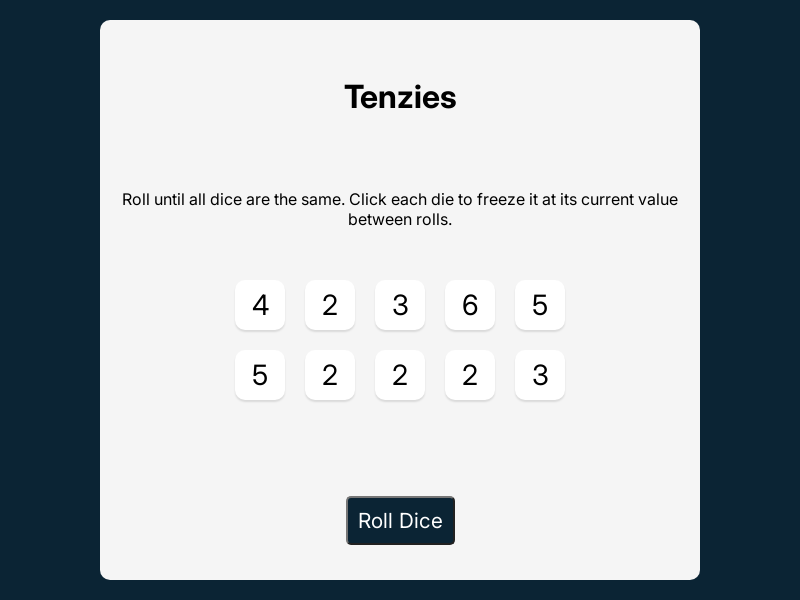 Tenzies
Roll until all dice are the same. Click each die to freeze it at its current value
between rolls.
4 2 3 6 5
5 2 2 2 3
Roll Dice